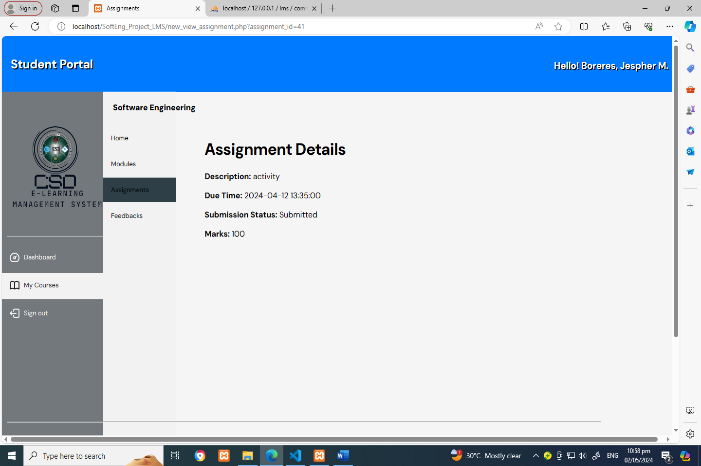 Sign in
Assignments
localhost / 127.0.0.1 / lms / com
localhost/SoftEng_Project_LMS/new_view_assignment.php?assignment_id=41
Student Portal
Hello! Boreres, Jespher M.
Software Engineering
Home
Modules
Assignments
Feedbacks
CSD
E-LEARNING
MANAGEMENT SYSTEM
Dashboard
My Courses
Sign out
Assignment Details
Description: activity
Due Time: 2024-04-12 13:35:00
Submission Status: Submitted
Marks: 100
Type here to search
30°C Mostly clear
ENG
10:58 pm
02/05/2024